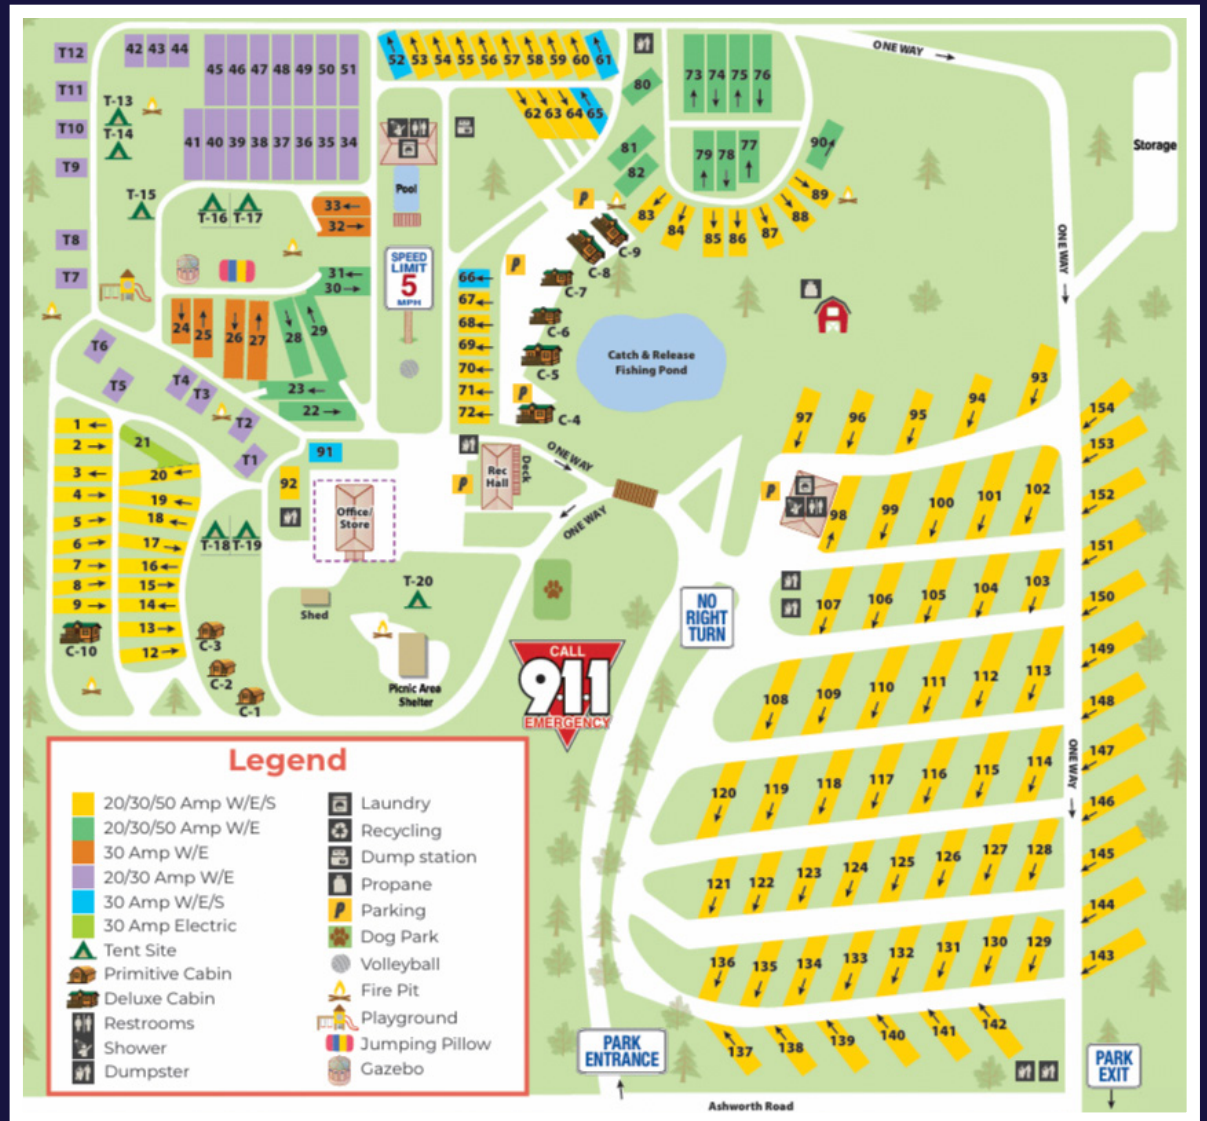 T12
42 43 44
45 46 47 48 49 50 51
52 53 54 55 56 57 58 59 60 61
ONE WAY
73 74 75 76
80
T11
T-13
T10
T-14
41 40 39 38 37 36 35 34
62 63 64 65
T9
81
82
79 78 77
90
Storage
T-15
T-16 T-17
33
32
Pool
P
83
84
85 86
87
88
89
C-9
C-8
T8
T7
31
30
SPEED
LIMIT
5
MPH
66
67
68
69
70
71
72
P
C-7
C-6
C-5
P
C-4
ONE WAY
24 25 26 27 28 29
Catch & Release
Fishing Pond
T6
T5
T4
T3
T2
T1
23
22
93
94
95
96
97
154
153
152
151
150
149
148
147
146
145
144
143
1
2
3
4
5
6
7
8
9
21
20
19
18
17
16
15
14
13
12
91
92
Office/
Store
P
Rec
Hall
Deck
ONE WAY
ONE WAY
P
98 99 100 101 102
T-18 T-19
T-20
Shed
Picnic Area
Shelter
C-10
C-3
C-2
C-1
NO
RIGHT
TURN
107 106 105 104 103
CALL
911
EMERGENCY
108 109 110 111 112 113
ONE WAY
120 119 118 117 116 115 114
121 122 123 124 125 126 127 128
136 135 134 133 132 131 130 129
137 138 139 140 141 142
Legend
20/30/50 Amp W/E/S
20/30/50 Amp W/E
30 Amp W/E
20/30 Amp W/E
30 Amp W/E/S
30 Amp Electric
Tent Site
Primitive Cabin
Deluxe Cabin
Restrooms
Shower
Dumpster
Laundry
Recycling
Dump station
Propane
P Parking
Dog Park
Volleyball
Fire Pit
Playground
Jumping Pillow
Gazebo
PARK
ENTRANCE
PARK
EXIT
Ashworth Road